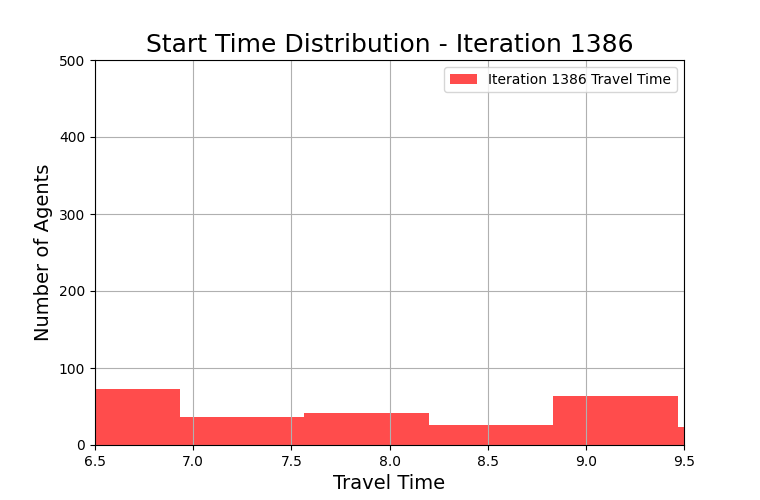 Start Time Distribution - Iteration 1386
Iteration 1386 Travel Time
Number of Agents
500
400
300
200
100
0
6.5 7.0 7.5 8.0 8.5 9.0 9.5
Travel Time